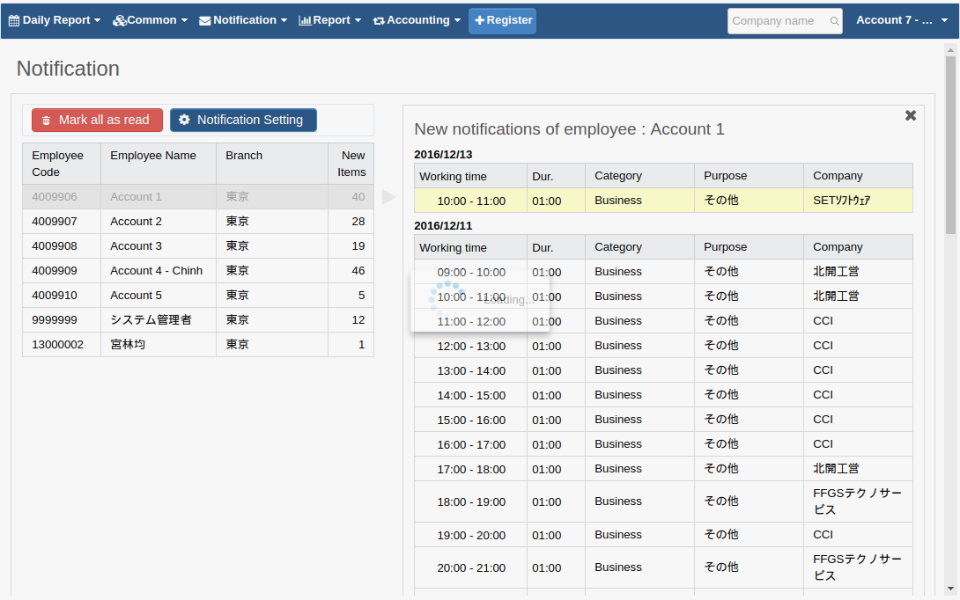 Daily Report Common Notification Report Accounting Register Company name Account 7 - ...
Notification
Mark all as read Notification Setting
Employee Code Employee Name Branch New Items
4009906 Account 1 東京 40
4009907 Account 2 東京 28
4009908 Account 3 東京 19
4009909 Account 4 - Chinh 東京 46
4009910 Account 5 東京 5
9999999 システム管理者 東京 12
13000002 宮林均 東京 1
New notifications of employee : Account 1
2016/12/13
Working time Dur. Category Purpose Company
10:00 - 11:00 01:00 Business その他 SETｿﾌﾄｳｪｱ
2016/12/11
Working time Dur. Category Purpose Company
09:00 - 10:00 01:00 Business その他 北開工営
10:00 - 11:00 01:00 Business その他 北開工営
Loading...
11:00 - 12:00 01:00 Business その他 CCI
12:00 - 13:00 01:00 Business その他 CCI
13:00 - 14:00 01:00 Business その他 CCI
14:00 - 15:00 01:00 Business その他 CCI
15:00 - 16:00 01:00 Business その他 CCI
16:00 - 17:00 01:00 Business その他 CCI
17:00 - 18:00 01:00 Business その他 北開工営
18:00 - 19:00 01:00 Business その他 FFGSテクノサービス
19:00 - 20:00 01:00 Business その他 CCI
20:00 - 21:00 01:00 Business その他 FFGSテクノサービス